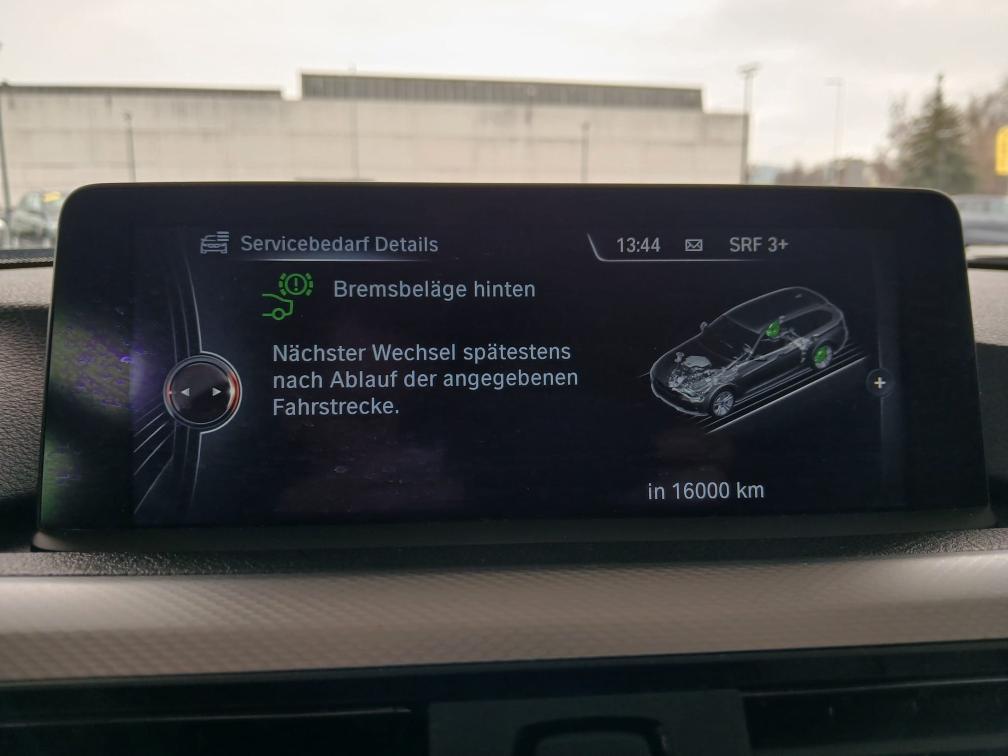 Servicebedarf Details
13:44
SRF 3+
Bremsbeläge hinten
Nächster Wechsel spätestens
nach Ablauf der angegebenen
Fahrstrecke.
in 16000 km